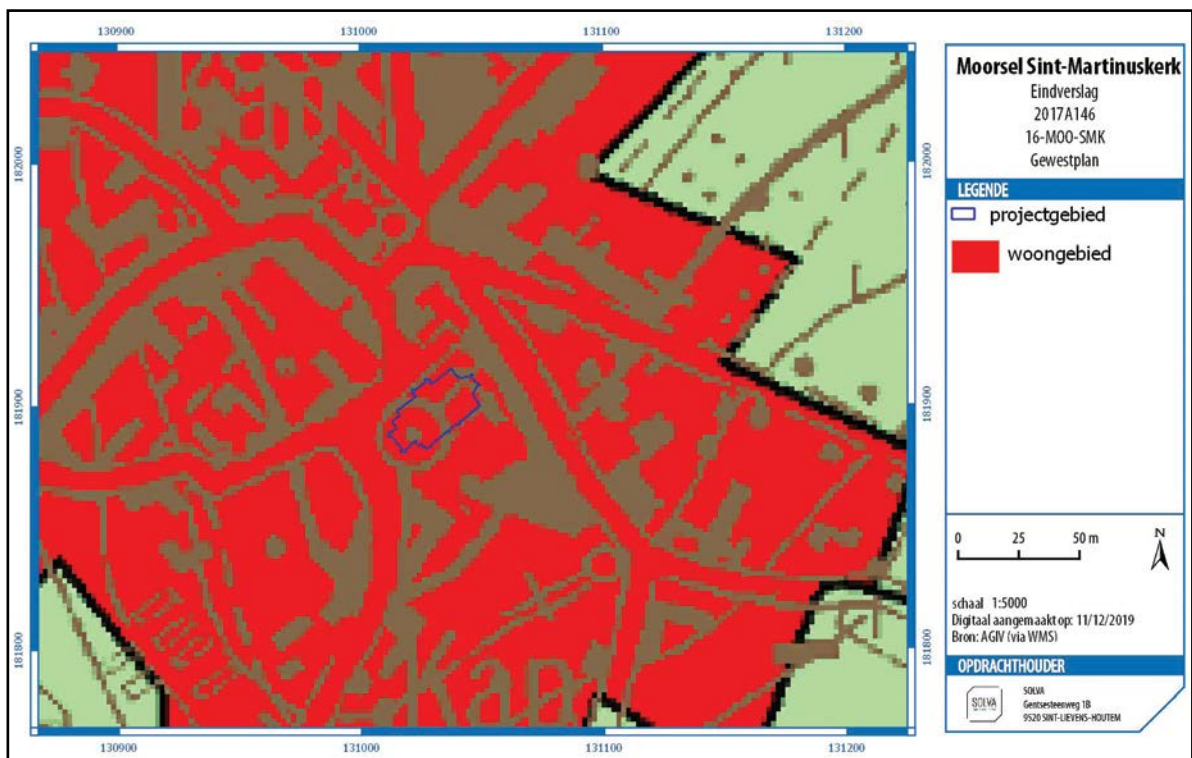 130900
131000
131100
131200
182000
181900
181800
182000
181900
181800
Kan
130900
131000
131100
131200
Moorsel Sint-Martinuskerk
Eindverslag
2017A146
16-MOO-SMK
Gewestplan
LEGENDE
projectgebied
woongebied
0 25 50 m
N
schaal 1:5000
Digitaal aangemaakt op: 11/12/2019
Bron: AGIV (via WMS)
OPDRACHTHOUDER
SOLVA
SOLVA
Gentsesteenweg 1B
9520 SINT-LIEVENS-HOUTEM